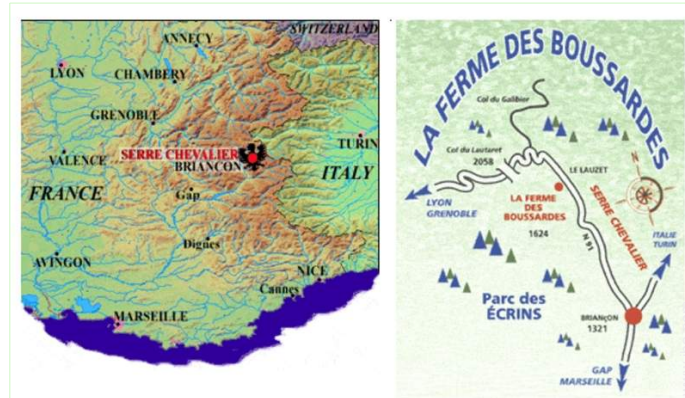 SWITZERLAND
ANNECY
LYON
CHAMBERY
GRENOBLE
TURIN
SERRE CHEVALIER
VALENCE
BRIANCON
ITALY
FRANCE
Gap
Dignes
AVINGON
NICE
Cannes
MARSEILLE
LA FERME DES BOUSSARDES
Col du Galibier
Col du Lautaret
2058
LE LAUZET
N
LYON
GRENOBLE
LA FERME
DES
BOUSSARDES
1624
SERRE CHEVALIER
N 91
ITALIE
TURIN
Parc des
ÉCRINS
BRIANÇON
1321
GAP
MARSEILLE